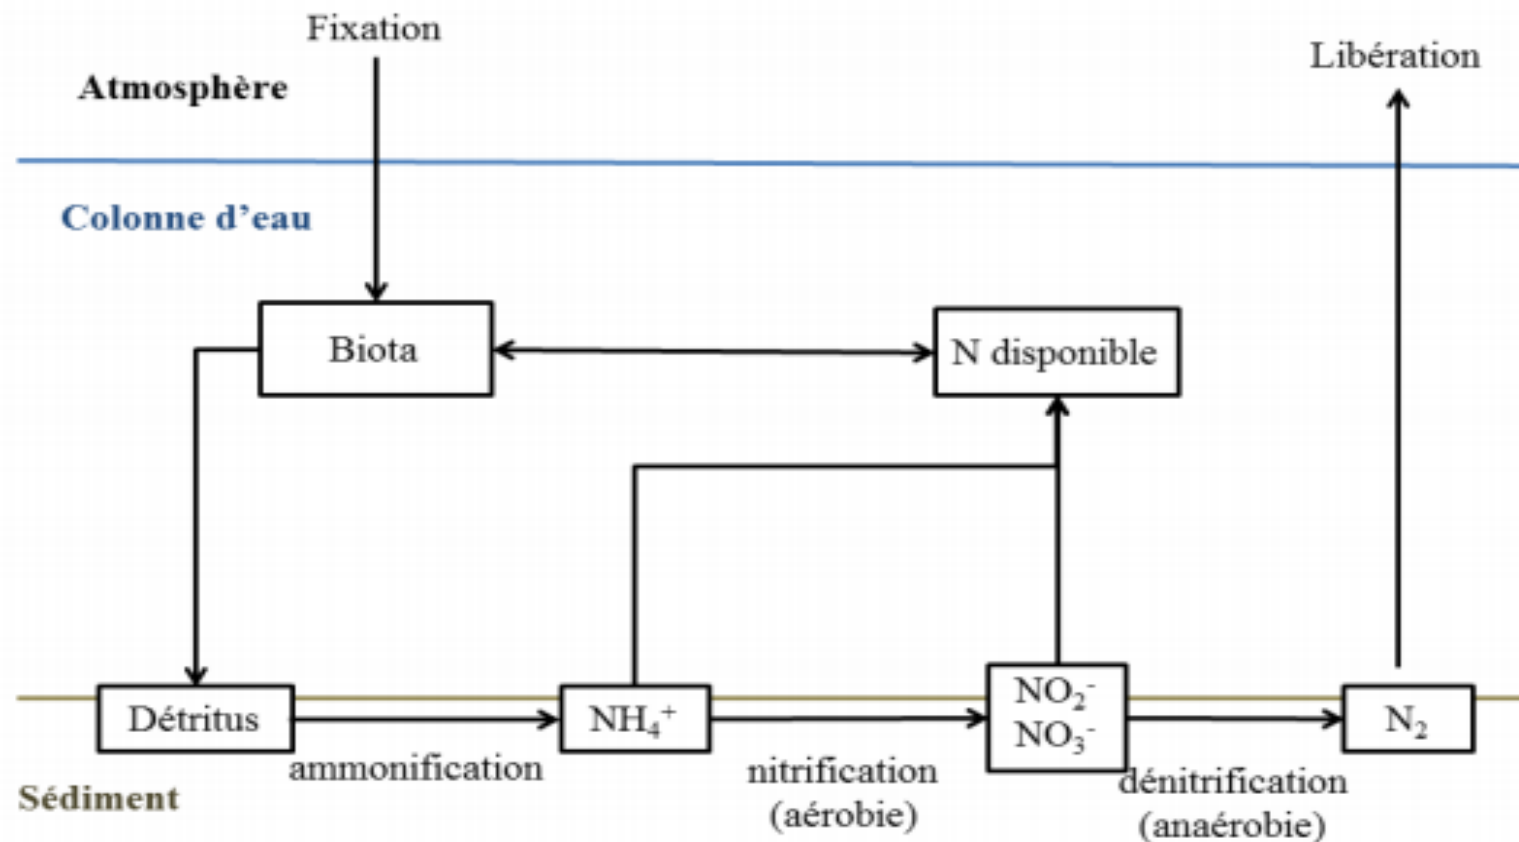 Fixation
Libération
Atmosphère
Colonne d’eau
Biota
N disponible
Détritus
NH₄⁺
NO₂⁻
NO₃⁻
N₂
ammonification
nitrification
(aérobie)
dénitrification
(anaérobie)
Sédiment